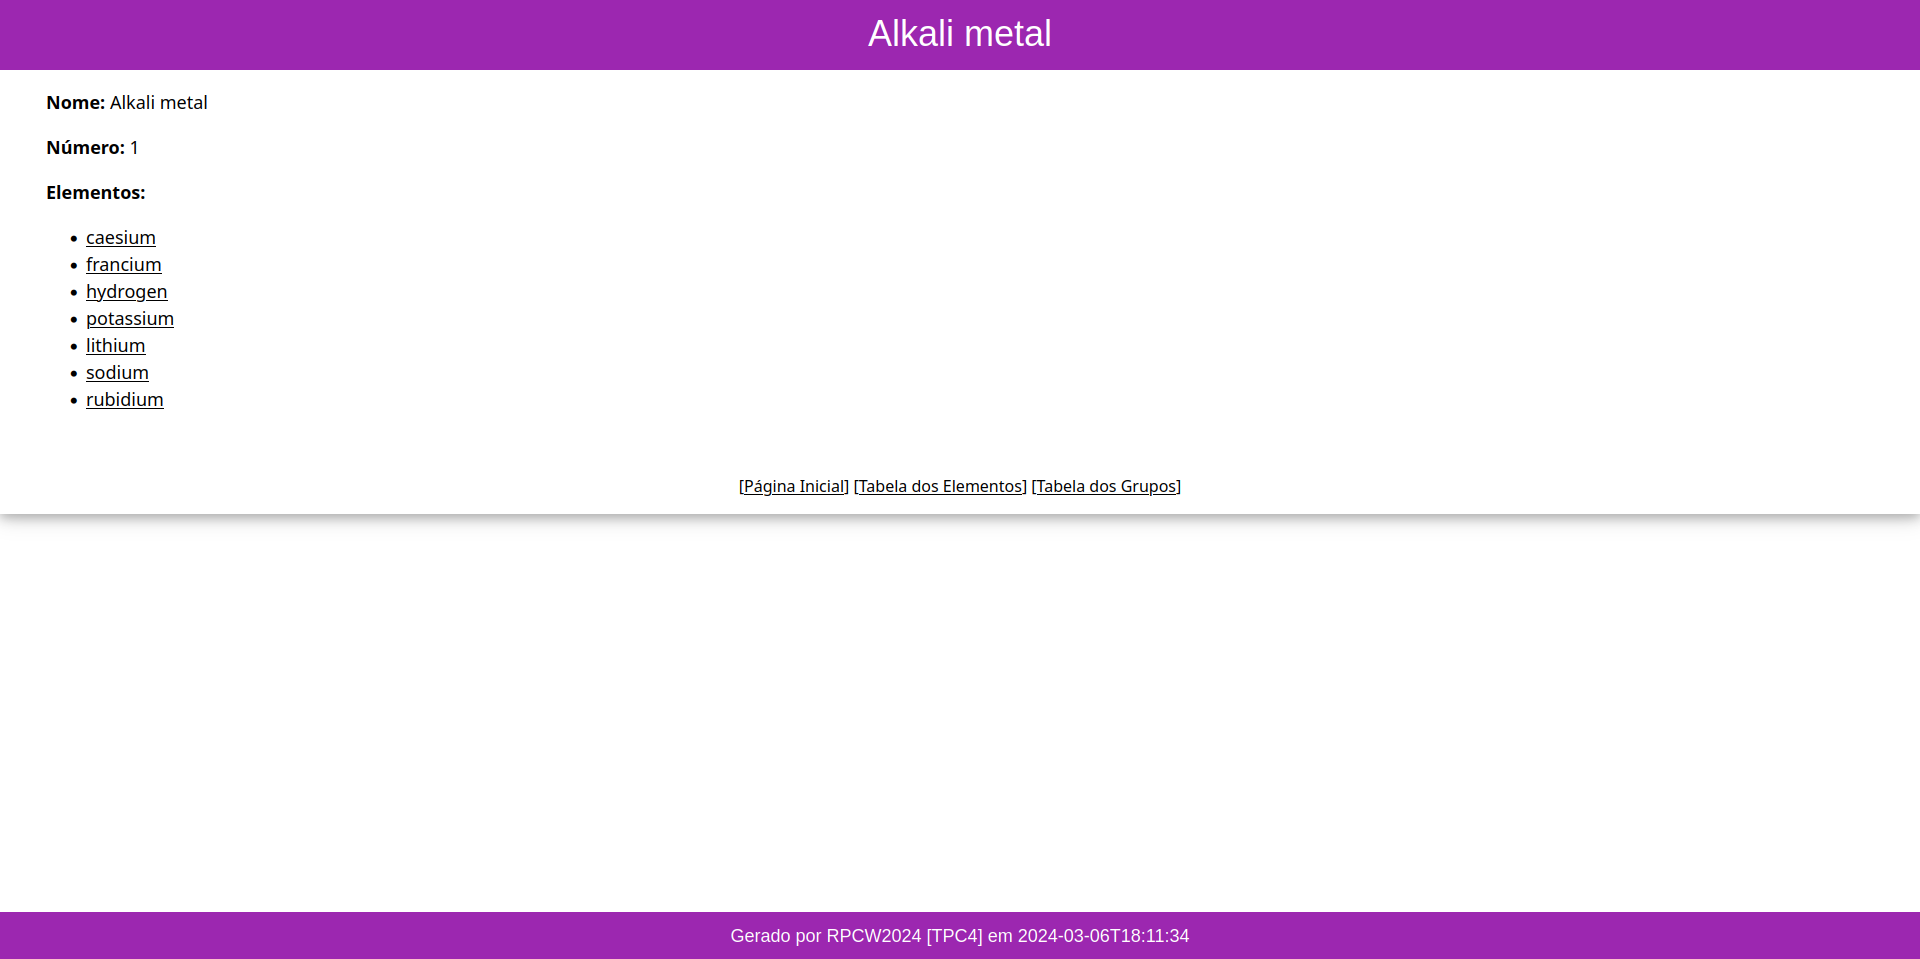 Alkali metal
Nome: Alkali metal
Número: 1
Elementos:
caesium
francium
hydrogen
potassium
lithium
sodium
rubidium
[Página Inicial] [Tabela dos Elementos] [Tabela dos Grupos]
Gerado por RPCW2024 [TPC4] em 2024-03-06T18:11:34